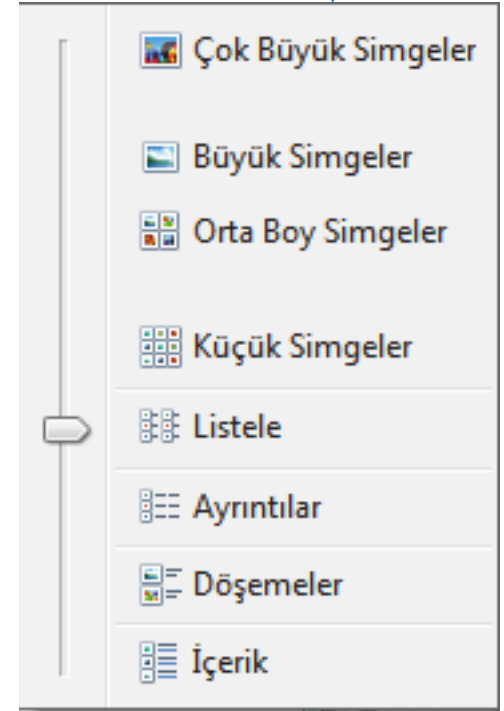 Çok Büyük Simgeler
Büyük Simgeler
Orta Boy Simgeler
Küçük Simgeler
Listele
Ayrıntılar
Döşemeler
İçerik